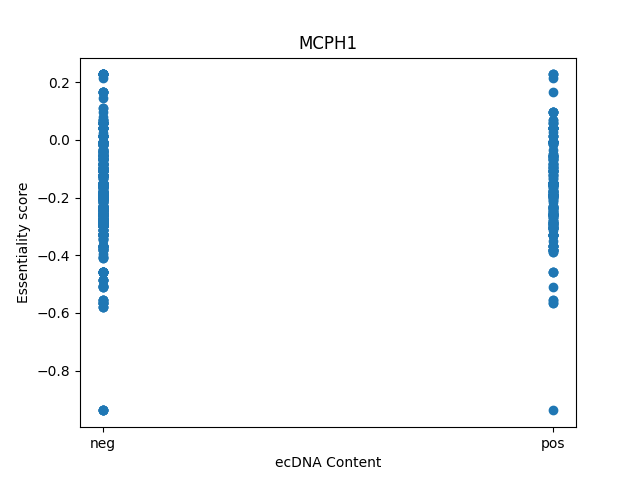 MCPH1
Essentiality score
0.2
0.0
−0.2
−0.4
−0.6
−0.8
neg
pos
ecDNA Content